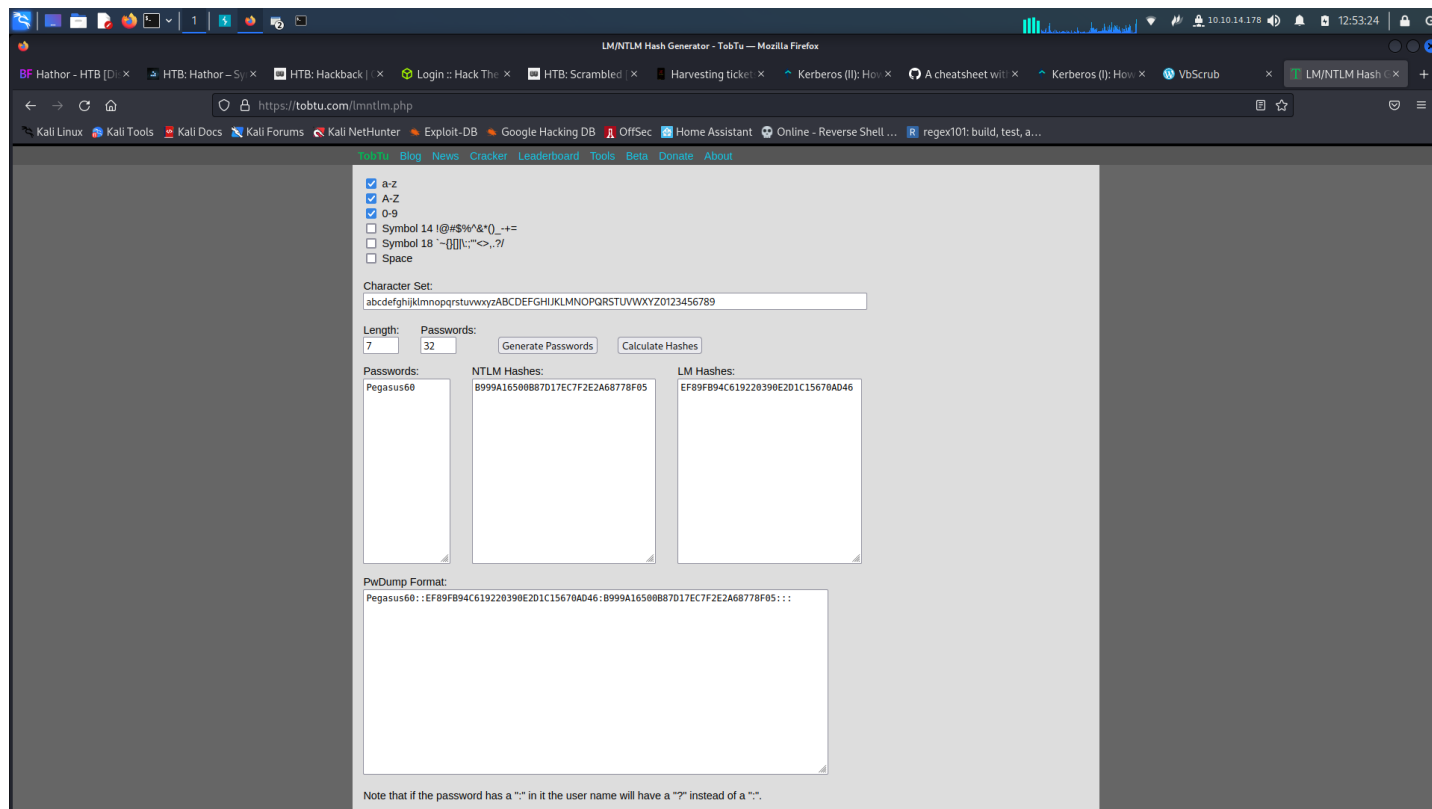 1
10.10.14.178
12:53:24
LM/NTLM Hash Generator - TobTu — Mozilla Firefox
BF Hathor - HTB [Di
HTB: Hathor – Sy
HTB: Hackback | 
Login :: Hack The
HTB: Scrambled |
Harvesting ticket:
Kerberos (II): How
A cheatsheet with
Kerberos (I): How
VbScrub
LM/NTLM Hash G
https://tobtu.com/lmntlm.php
Kali Linux Kali Tools Kali Docs Kali Forums Kali NetHunter Exploit-DB Google Hacking DB OffSec Home Assistant Online - Reverse Shell ... regex101: build, test, a...
TobTu Blog News Cracker Leaderboard Tools Beta Donate About
a-z
A-Z
0-9
Symbol 14 !@#$%^&*()_-+=
Symbol 18 `~{}[]|\:;"'<>,.?/
Space
Character Set:
abcdefghijklmnopqrstuvwxyzABCDEFGHIJKLMNOPQRSTUVWXYZ0123456789
Length: Passwords:
7 32 Generate Passwords Calculate Hashes
Passwords: NTLM Hashes: LM Hashes:
Pegasus60 B999A16500B87D17EC7F2E2A68778F05 EF89FB94C619220390E2D1C15670AD46
PwDump Format:
Pegasus60::EF89FB94C619220390E2D1C15670AD46:B999A16500B87D17EC7F2E2A68778F05:::
Note that if the password has a ":" in it the user name will have a "?" instead of a ":".